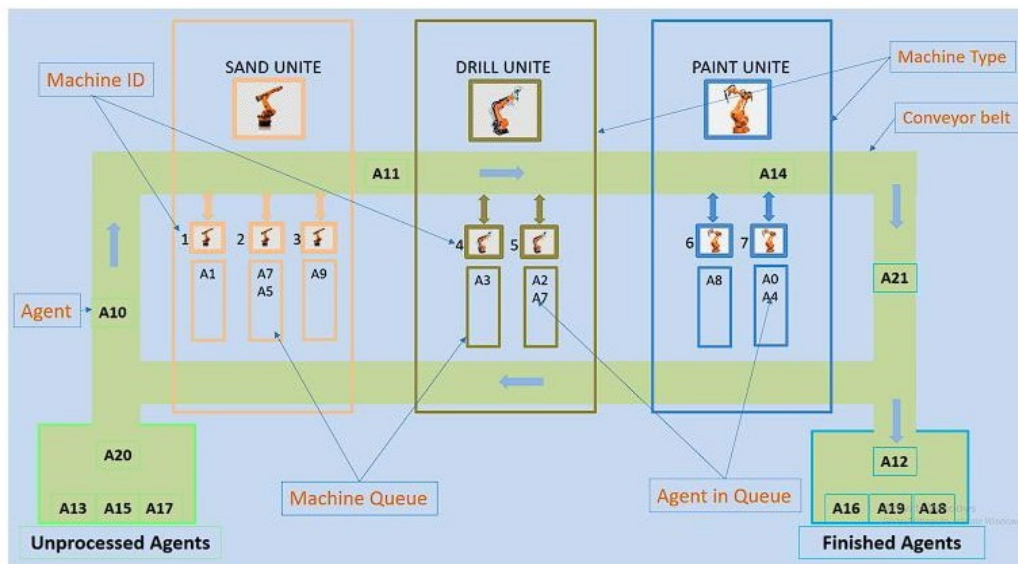 SAND UNITE
DRILL UNITE
PAINT UNITE
Machine Type
Machine ID
Conveyor belt
A11
A14
1
2
3
4
5
6
7
A1
A7
A5
A9
A3
A2
A7
A8
A0
A4
A21
Agent
A10
A20
A13 A15 A17
Unprocessed Agents
Machine Queue
Agent in Queue
A12
A16 A19 A18
Finished Agents